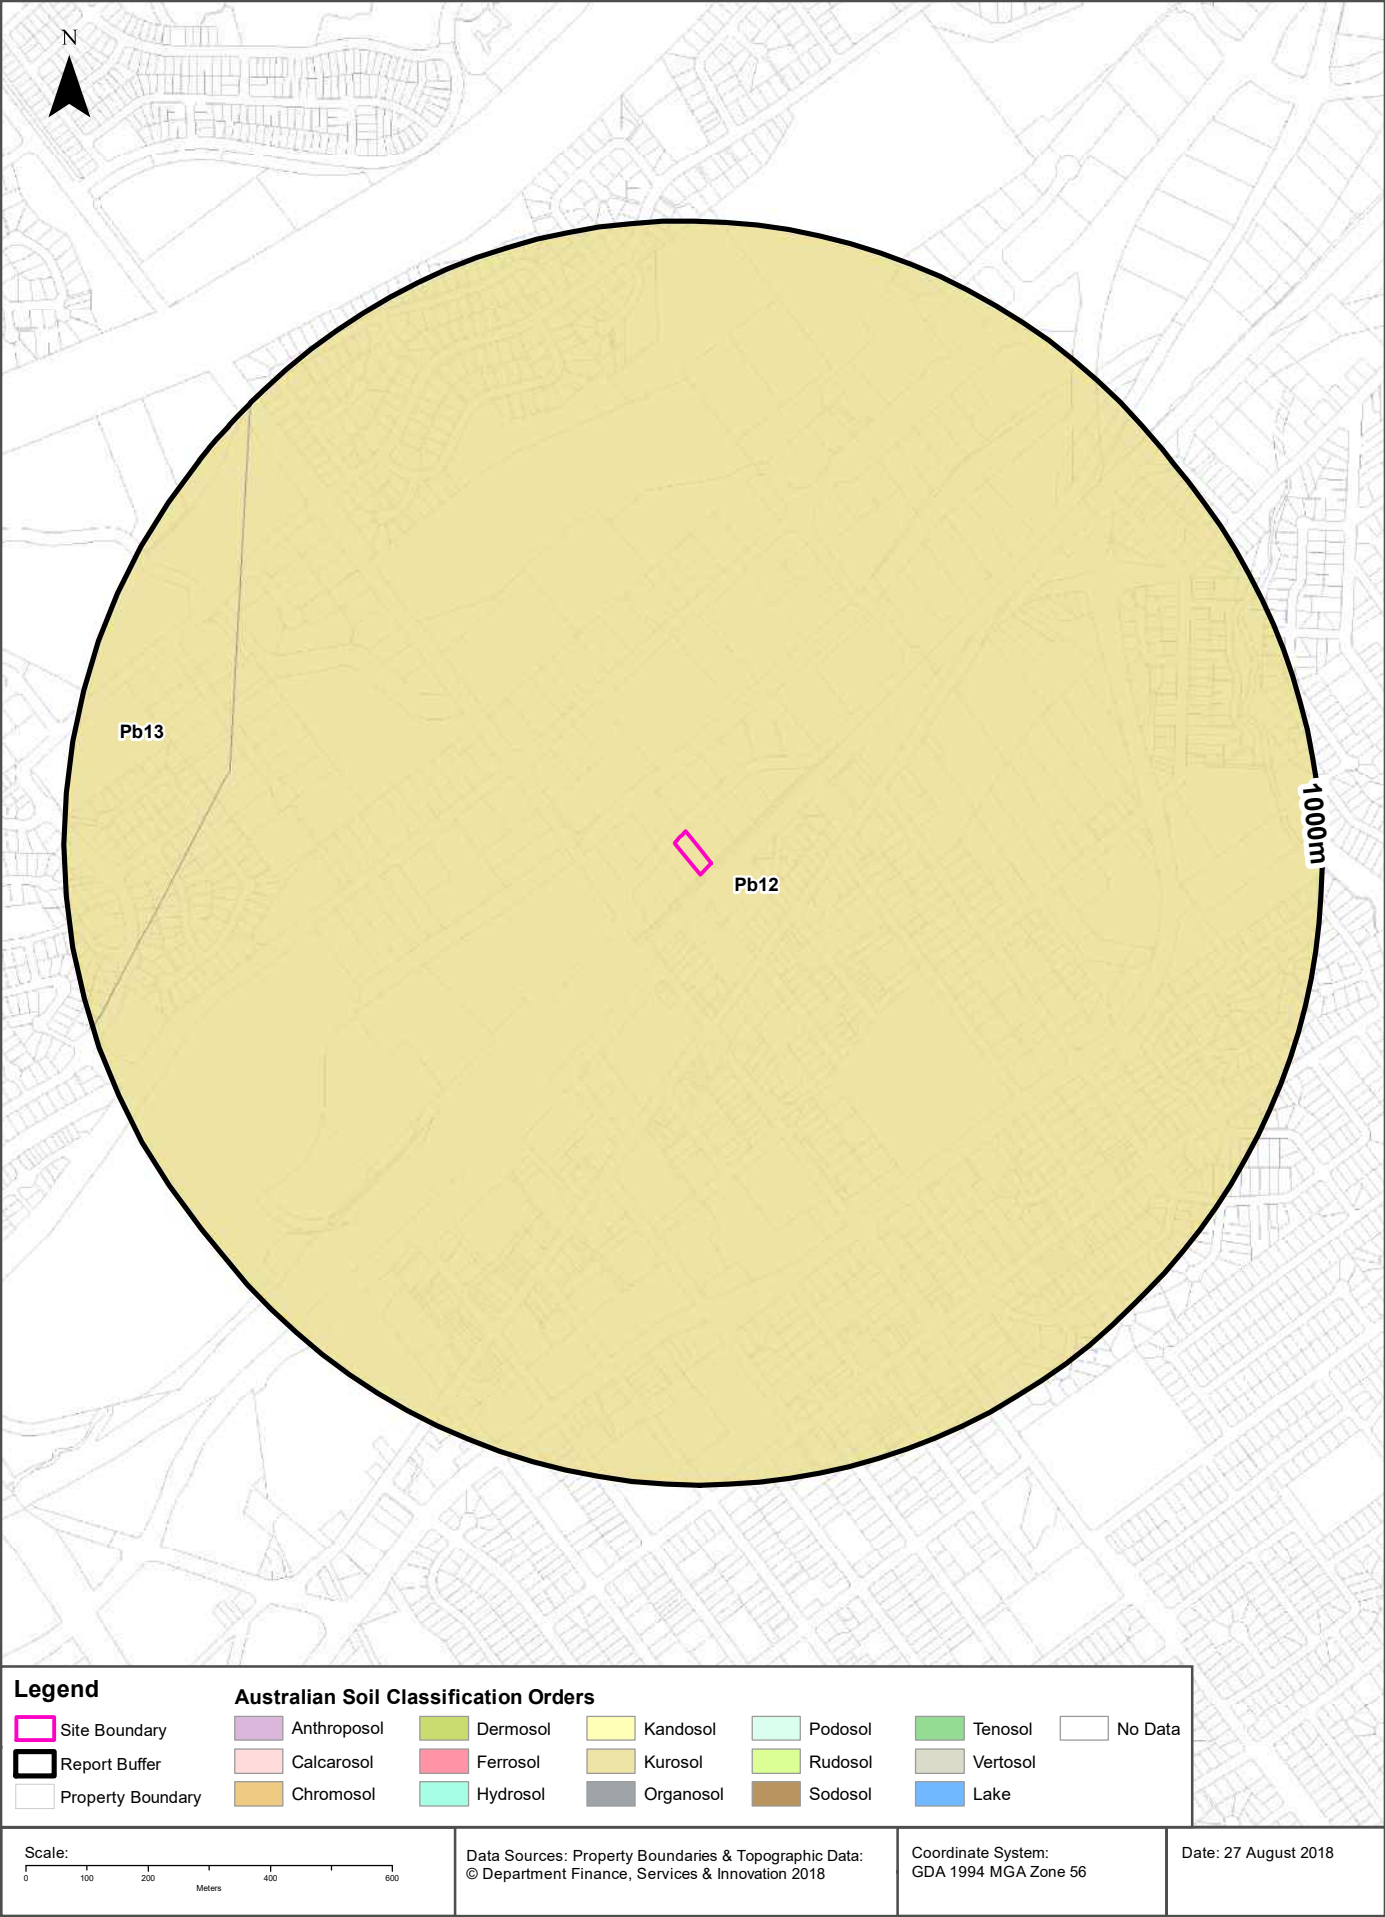 N
Pb13
1000m
Pb12
Legend
Site Boundary
Report Buffer
Property Boundary
Australian Soil Classification Orders
Anthroposol
Calcarosol
Chromosol
Dermosol
Ferrosol
Hydrosol
Kandosol
Kurosol
Organosol
Podosol
Rudosol
Sodosol
Tenosol
Vertosol
Lake
No Data
Scale:
0 100 200 400 600
Meters
Data Sources: Property Boundaries & Topographic Data:
© Department Finance, Services & Innovation 2018
Coordinate System:
GDA 1994 MGA Zone 56
Date: 27 August 2018